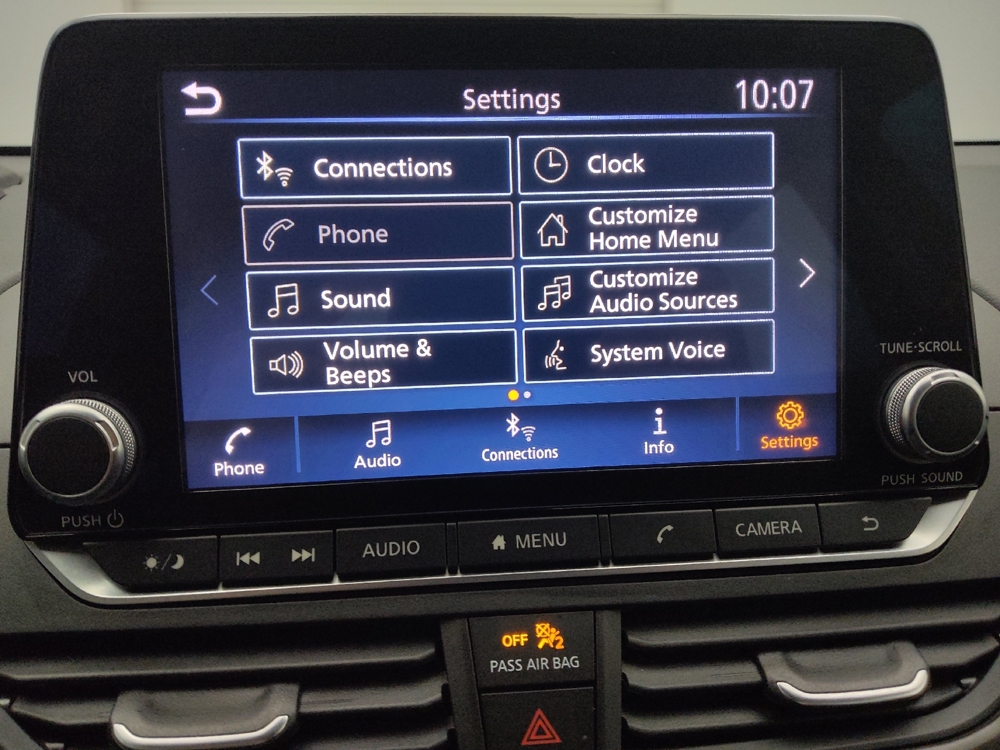 Settings
10:07
Connections
Clock
Phone
Customize
Home Menu
Sound
Customize
Audio Sources
Volume &
Beeps
System Voice
VOL
TUNE·SCROLL
Phone
Audio
Connections
Info
Settings
PUSH
PUSH SOUND
AUDIO
MENU
CAMERA
OFF
2
PASS AIR BAG